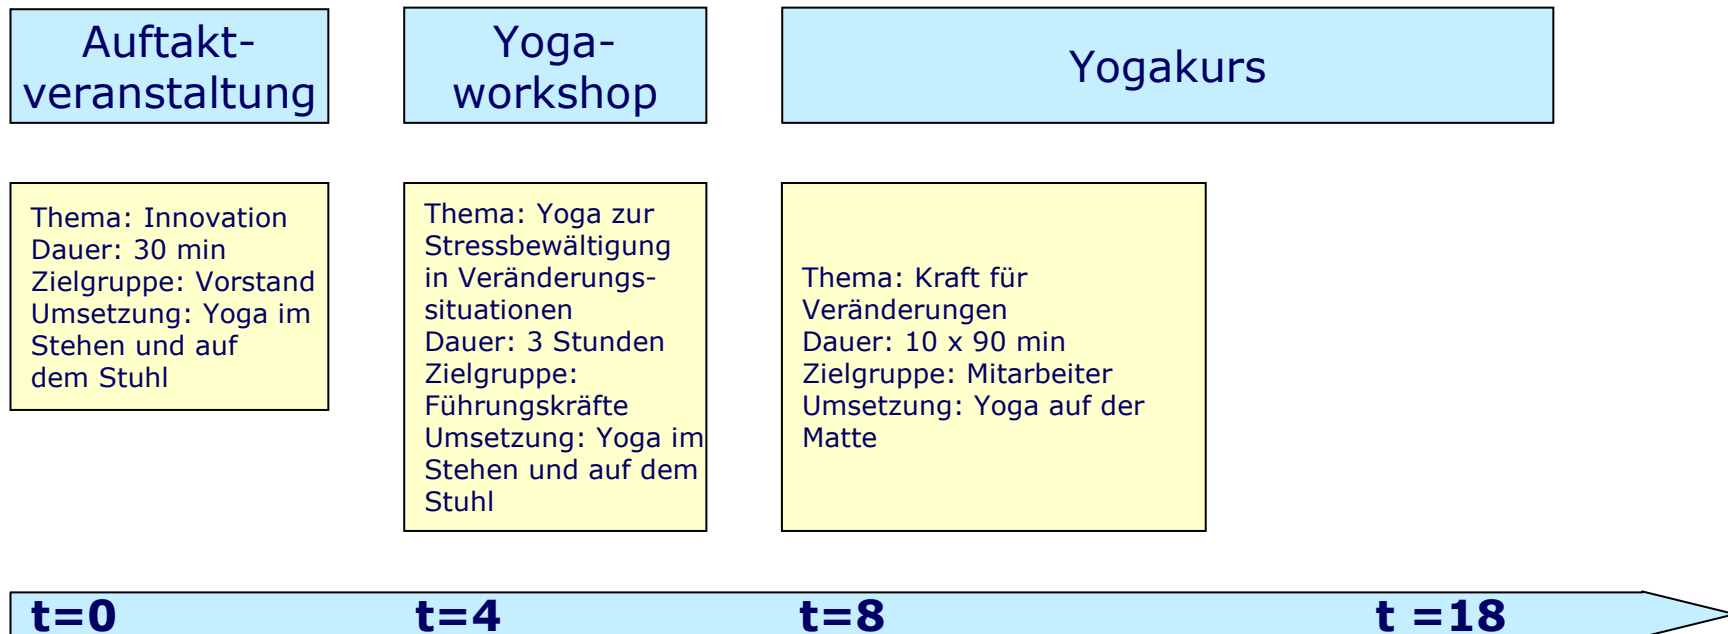 Auftakt-
veranstaltung
Yoga-
workshop
Yogakurs
Thema: Innovation
Dauer: 30 min
Zielgruppe: Vorstand
Umsetzung: Yoga im
Stehen und auf
dem Stuhl
Thema: Yoga zur
Stressbewältigung
in Veränderungs-
situationen
Dauer: 3 Stunden
Zielgruppe:
Führungskräfte
Umsetzung: Yoga im
Stehen und auf dem
Stuhl
Thema: Kraft für
Veränderungen
Dauer: 10 x 90 min
Zielgruppe: Mitarbeiter
Umsetzung: Yoga auf der
Matte
t=0 t=4 t=8 t =18